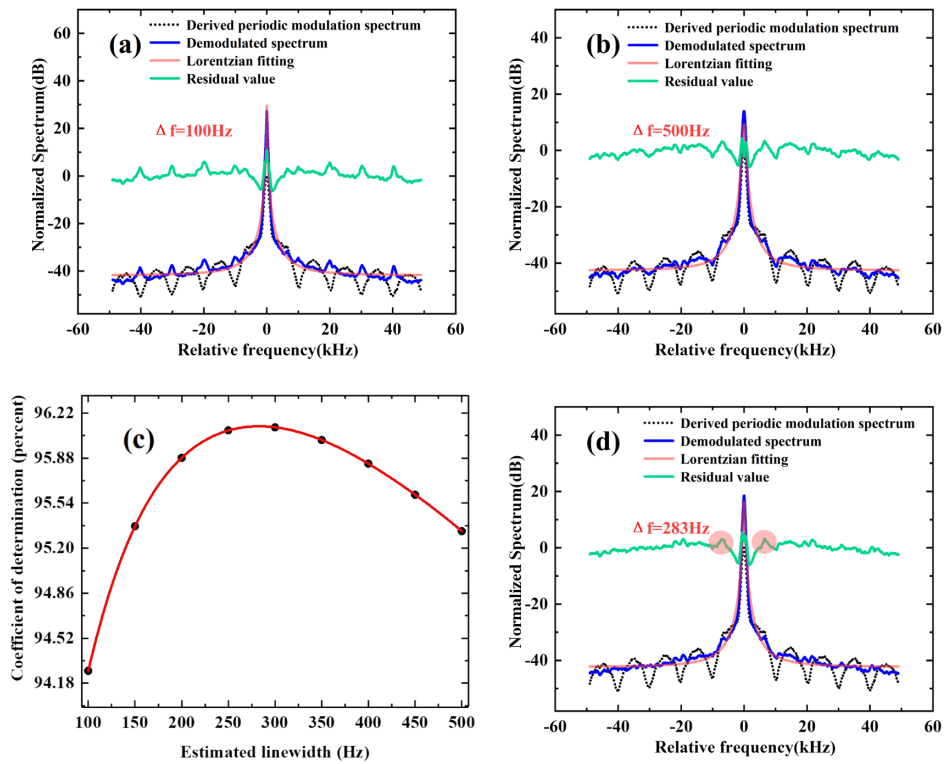 (a)
Derived periodic modulation spectrum
Demodulated spectrum
Lorentzian fitting
Residual value
Δ f=100Hz
Normalized Spectrum(dB)
60
40
20
0
-20
-40
-60 -40 -20 0 20 40 60
Relative frequency(kHz)
(b)
Derived periodic modulation spectrum
Demodulated spectrum
Lorentzian fitting
Residual value
Δ f=500Hz
Normalized Spectrum(dB)
40
20
0
-20
-40
-60 -40 -20 0 20 40 60
Relative frequency(kHz)
(c)
Coefficient of determination (percent)
96.22
95.88
95.54
95.20
94.86
94.52
94.18
100 150 200 250 300 350 400 450 500
Estimated linewidth (Hz)
(d)
Derived periodic modulation spectrum
Demodulated spectrum
Lorentzian fitting
Residual value
Δ f=283Hz
Normalized Spectrum(dB)
40
20
0
-20
-40
-60 -40 -20 0 20 40 60
Relative frequency(kHz)